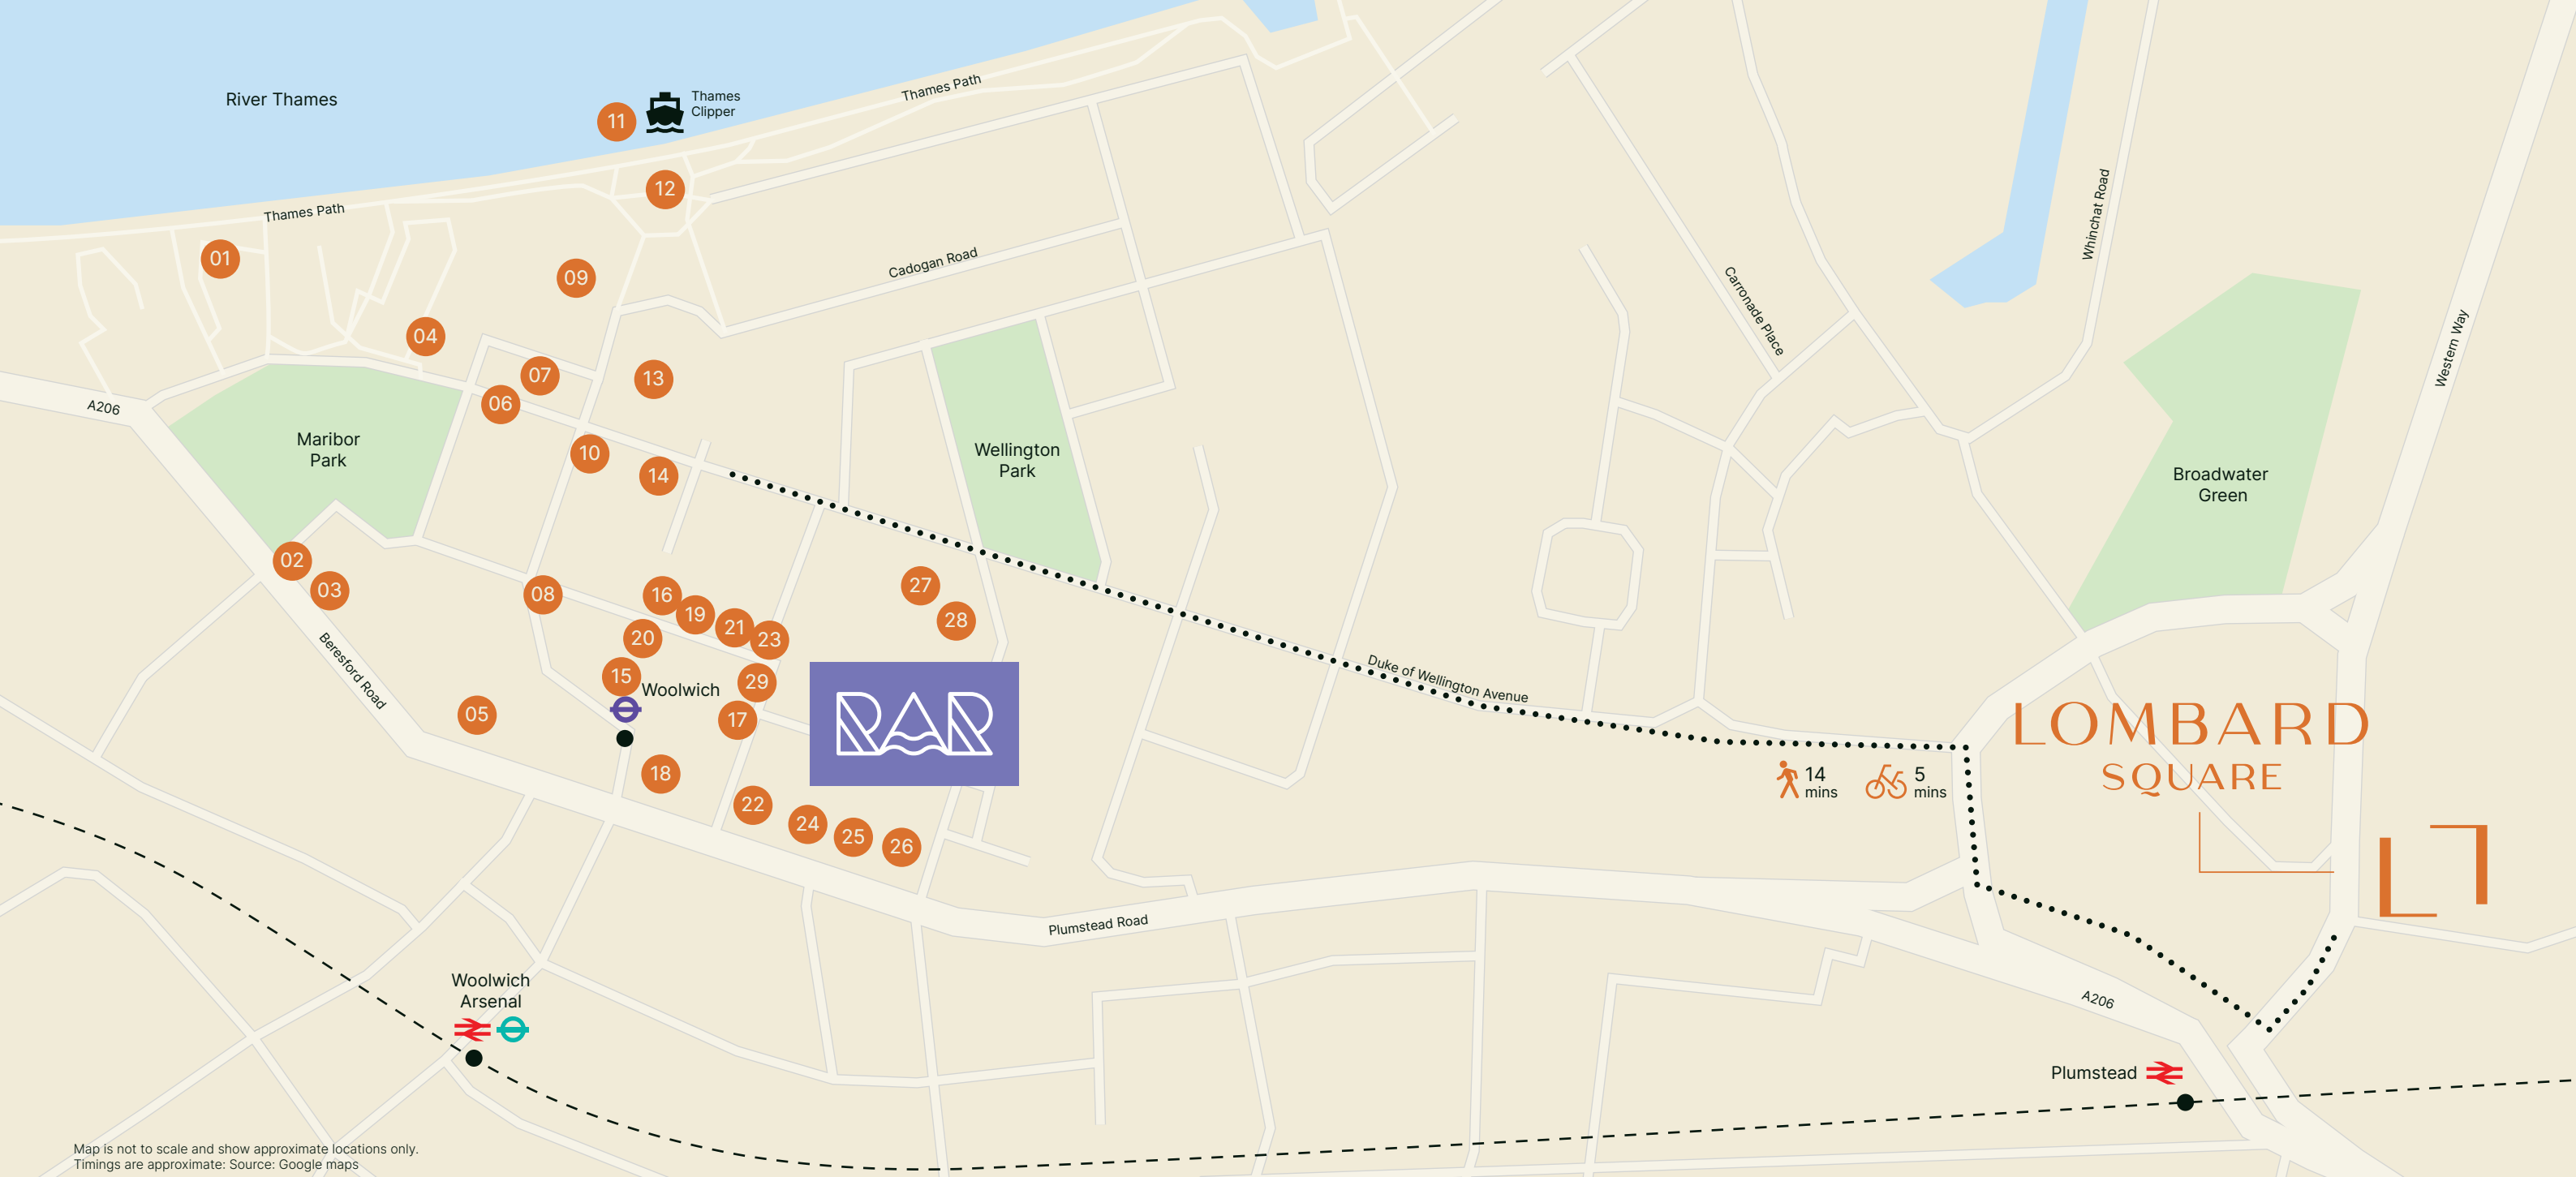 River Thames
11
Thames
Clipper
Thames Path
12
Thames Path
01
09
Cadogan Road
04
07
13
06
A206
10
14
Maribor
Park
Wellington
Park
Carronade Place
Whinchat Road
Western Way
Broadwater
Green
02
03
08
16
19
21
23
20
27
28
Beresford Road
15
Woolwich
29
05
17
18
RAR
22
24
25
26
Duke of Wellington Avenue
14
mins
5
mins
LOMBARD
SQUARE
Plumstead Road
Woolwich
Arsenal
A206
Plumstead
Map is not to scale and show approximate locations only.
Timings are approximate: Source: Google maps